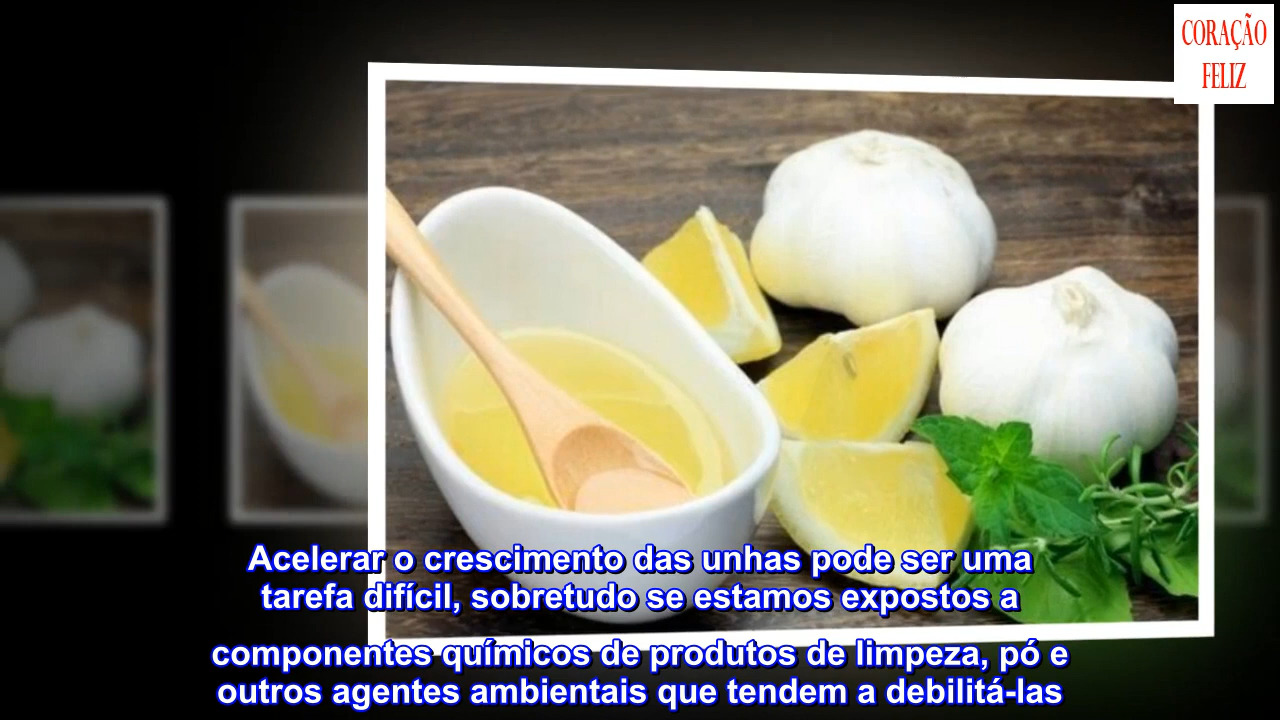 CORAÇÃO
FELIZ
Acelerar o crescimento das unhas pode ser uma
tarefa difícil, sobretudo se estamos expostos a
componentes químicos de produtos de limpeza, pó e
outros agentes ambientais que tendem a debilitá-las